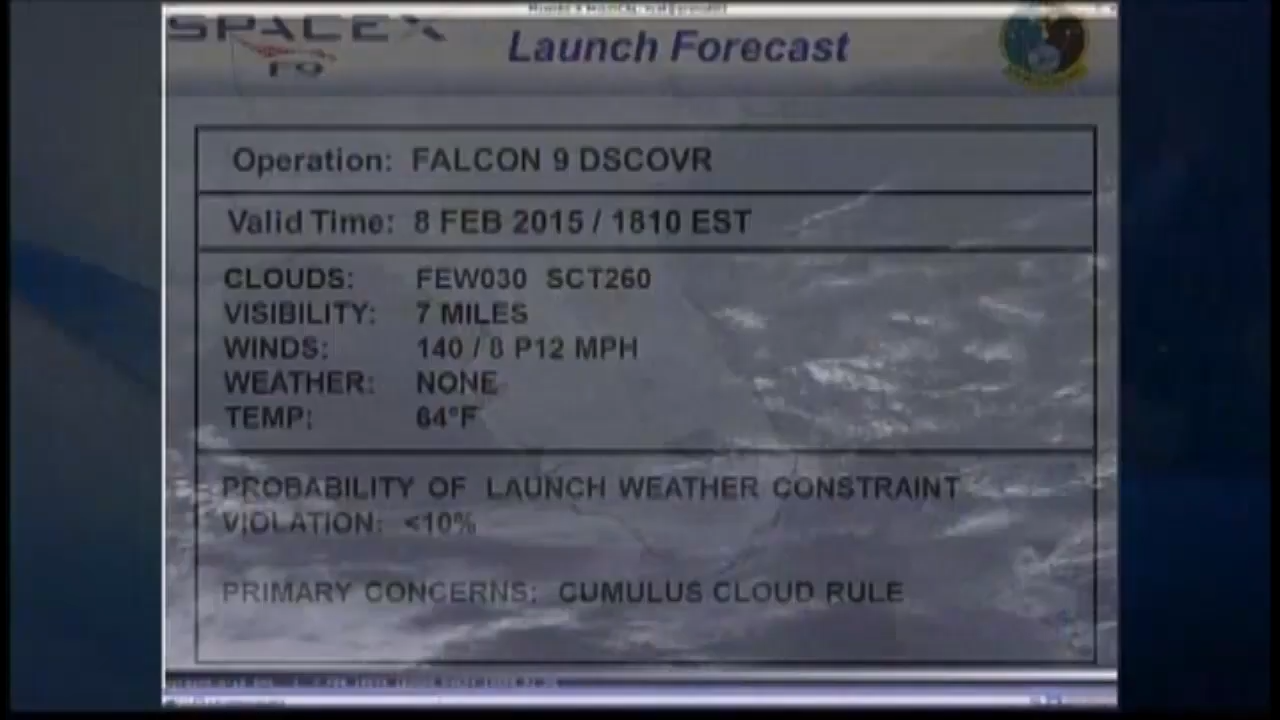 SPACEX
F9
Launch Forecast
Operation: FALCON 9 DSCOVR
Valid Time: 8 FEB 2015 / 1810 EST
CLOUDS: FEW030 SCT260
VISIBILITY: 7 MILES
WINDS: 140 / 8 P12 MPH
WEATHER: NONE
TEMP: 64°F
PROBABILITY OF LAUNCH WEATHER CONSTRAINT
VIOLATION: <10%
PRIMARY CONCERNS: CUMULUS CLOUD RULE